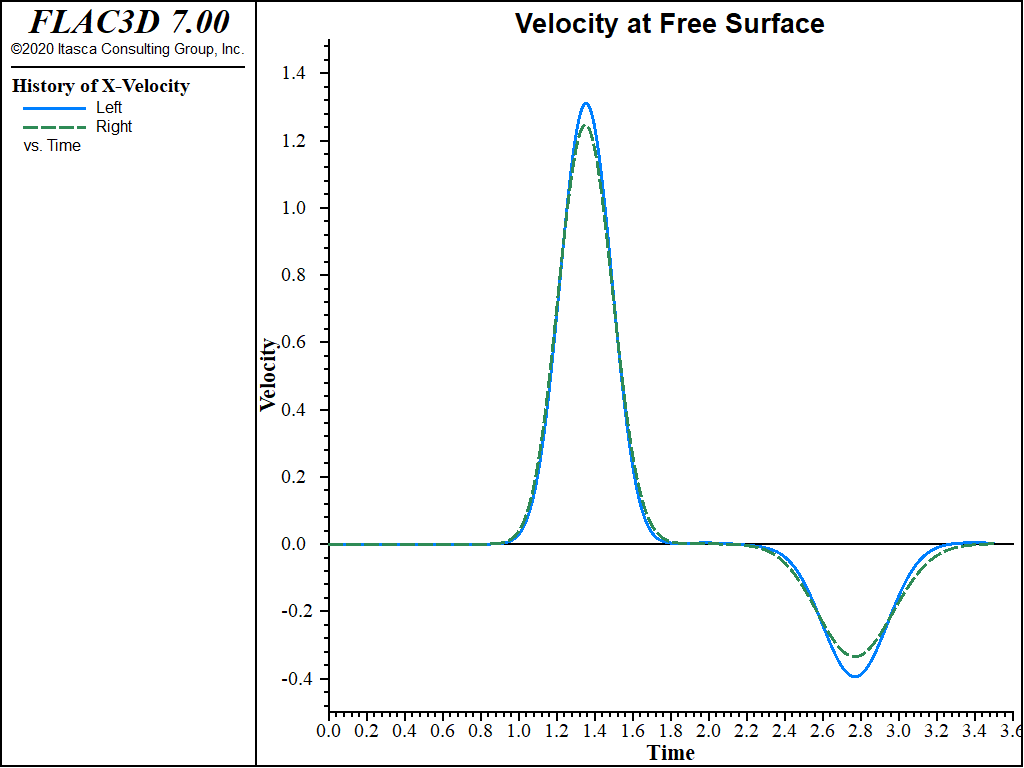 FLAC3D 7.00
©2020 Itasca Consulting Group, Inc.
History of X-Velocity
Left
Right
vs. Time
Velocity at Free Surface
1.4
1.2
1.0
0.8
0.6
0.4
0.2
0.0
-0.2
-0.4
Velocity
0.0 0.2 0.4 0.6 0.8 1.0 1.2 1.4 1.6 1.8 2.0 2.2 2.4 2.6 2.8 3.0 3.2 3.4 3.6
Time